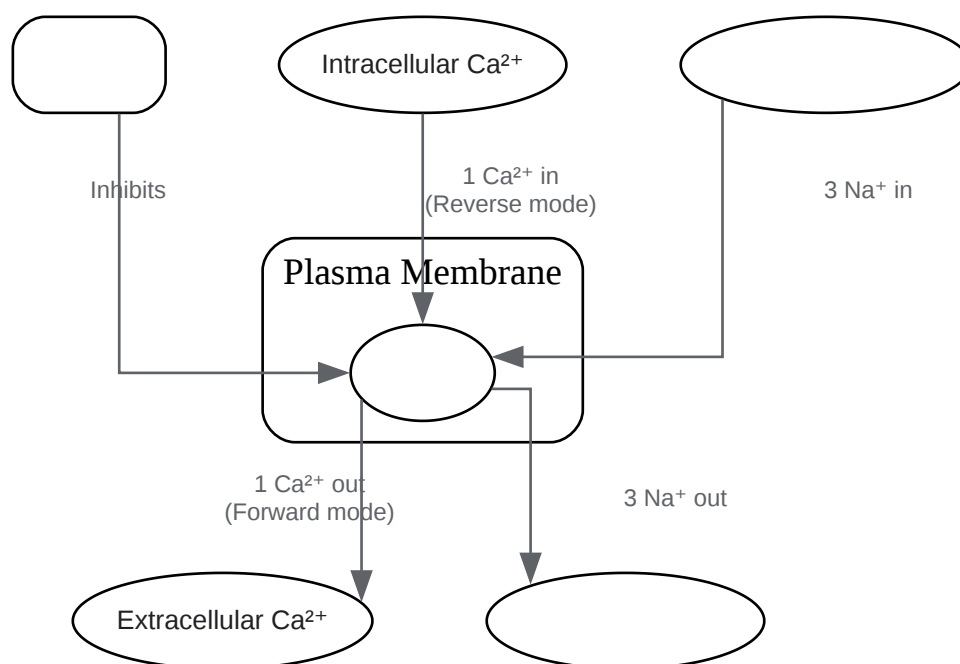 Intracellular Ca²⁺
Inhibits
1 Ca²⁺ in
(Reverse mode)
3 Na⁺ in
Plasma Membrane
1 Ca²⁺ out
(Forward mode)
3 Na⁺ out
Extracellular Ca²⁺